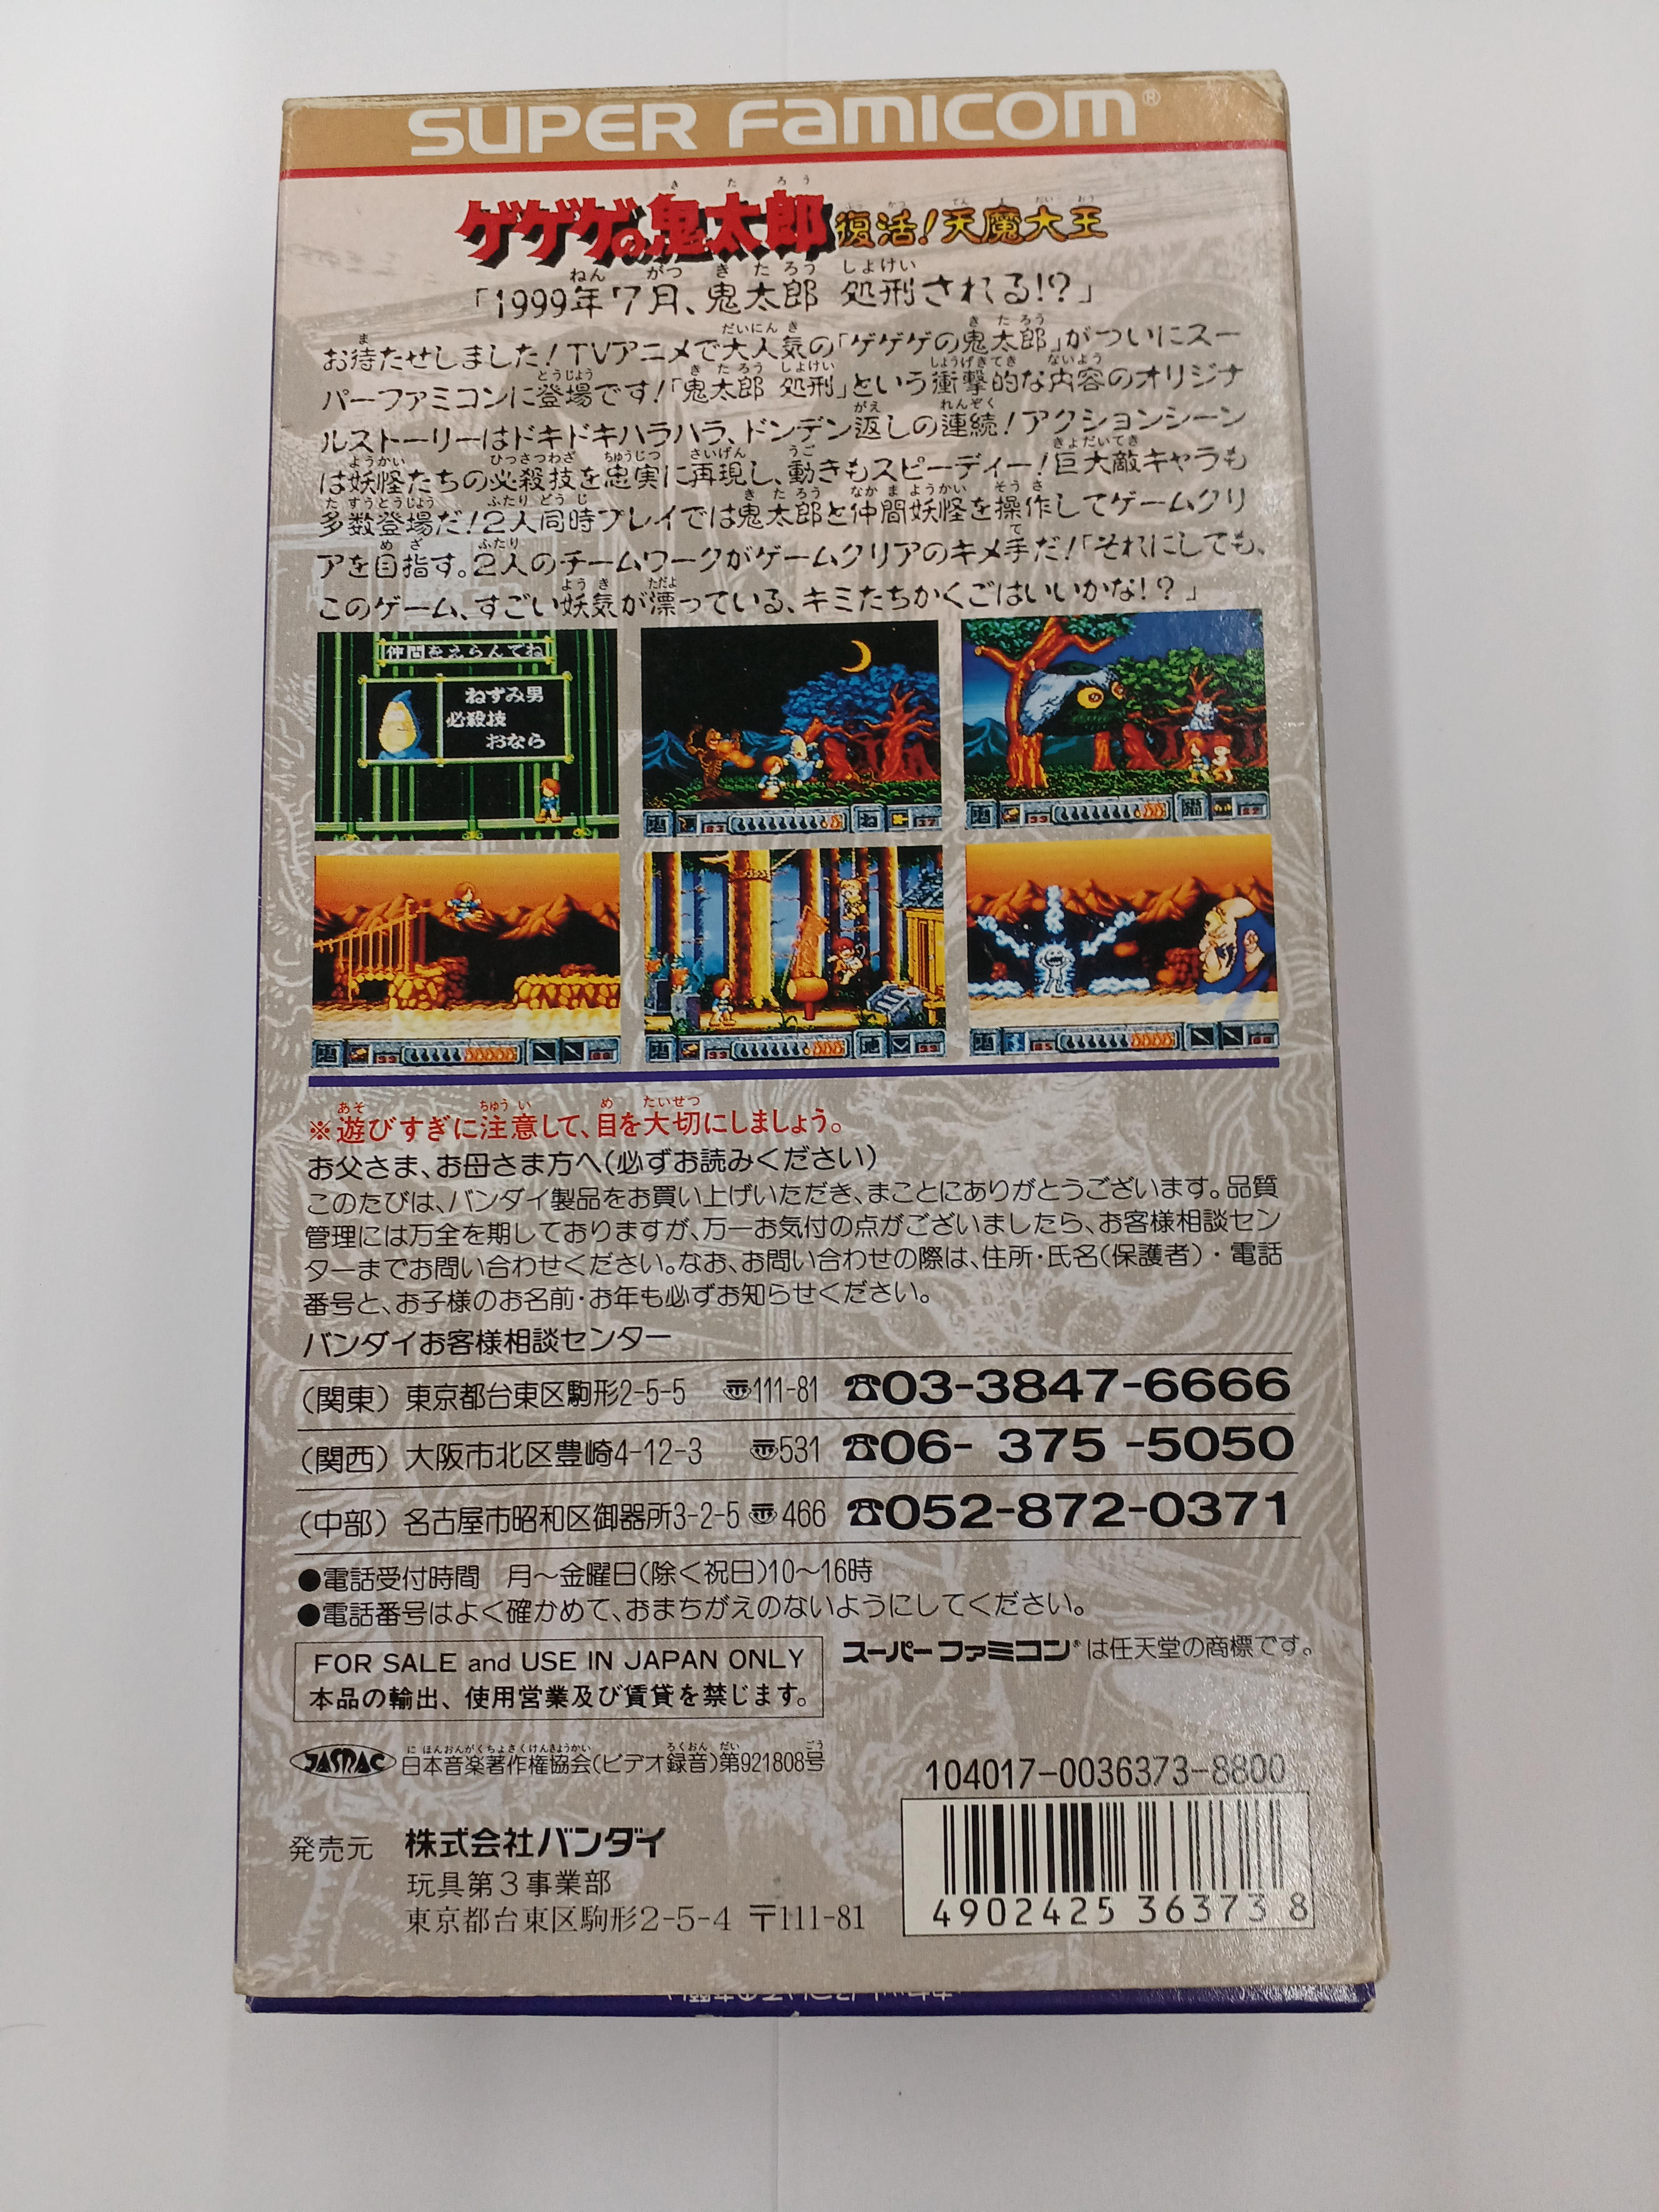 SUPER FAMICOM®
ゲゲゲの鬼太郎 復活!天魔大王
「1999年7月、鬼太郎 処刑される!?」
お待たせしました!TVアニメで大人気の「ゲゲゲの鬼太郎」がついにスー
パーファミコンに登場です!「鬼太郎 処刑」という衝撃的な内容のオリジナ
ルストーリーはドキドキハラハラ、ドンデン返しの連続!アクションシーン
は妖怪たちの必殺技を忠実に再現し、動きもスピーディー!巨大敵キャラも
多数登場だ!2人同時プレイでは鬼太郎と仲間妖怪を操作してゲームクリ
アを目指す。2人のチームワークがゲームクリアのキメ手だ!「それにしても、
このゲーム、すごい妖気が漂っている、キミたちかくごはいいかな!?」
仲間をえらんでね
ねずみ男
必殺技
おなら
※遊びすぎに注意して、目を大切にしましょう。
お父さま、お母さま方へ(必ずお読みください)
このたびは、バンダイ製品をお買い上げいただき、まことにありがとうございます。品質
管理には万全を期しておりますが、万一お気付の点がございましたら、お客様相談セン
ターまでお問い合わせください。なお、お問い合わせの際は、住所・氏名(保護者)・電話
番号と、お子様のお名前・お年も必ずお知らせください。
バンダイお客様相談センター
(関東) 東京都台東区駒形2-5-5 〠111-81 ☎03-3847-6666
(関西) 大阪市北区豊崎4-12-3 〠531 ☎06-375-5050
(中部) 名古屋市昭和区御器所3-2-5 〠466 ☎052-872-0371
●電話受付時間 月~金曜日(除く祝日)10~16時
●電話番号はよく確かめて、おまちがえのないようにしてください。
FOR SALE and USE IN JAPAN ONLY
本品の輸出、使用営業及び賃貸を禁じます。
スーパーファミコン®は任天堂の商標です。
JASRAC 日本音楽著作権協会(ビデオ録音)第921808号
104017-0036373-8800
発売元 株式会社バンダイ
玩具第3事業部
東京都台東区駒形2-5-4 〒111-81
4902425363738